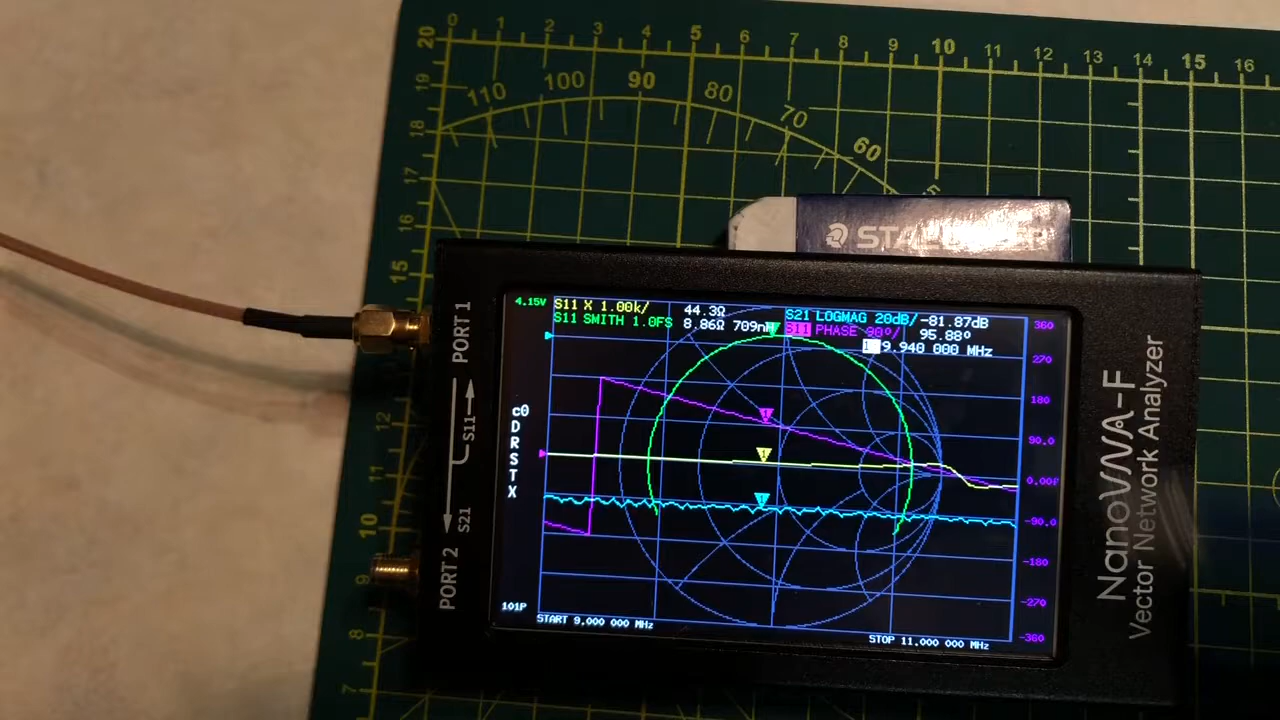 0 1 2 3 4 5 6 7 8 9 10 11 12 13 14 15 16
20
19
18
17
16
15
12
11
10
9
8
7
110 100 90 80 70 60
PORT 1
S11
S21
PORT 2
4.15V
S11 X 1.00k/ 44.3Ω
S11 SMITH 1.0FS 8.86Ω 709nH
S21 LOGMAG 20dB/ -81.87dB
S11 PHASE 90°/ 95.88°
1 9.940 000 MHz
c0
D
R
S
T
X
1
1
1
360
270
180
90.0
0.00
-90.0
-180
-270
-360
101P
START 9.000 000 MHz
STOP 11.000 000 MHz
NanoVNA-F
Vector Network Analyzer